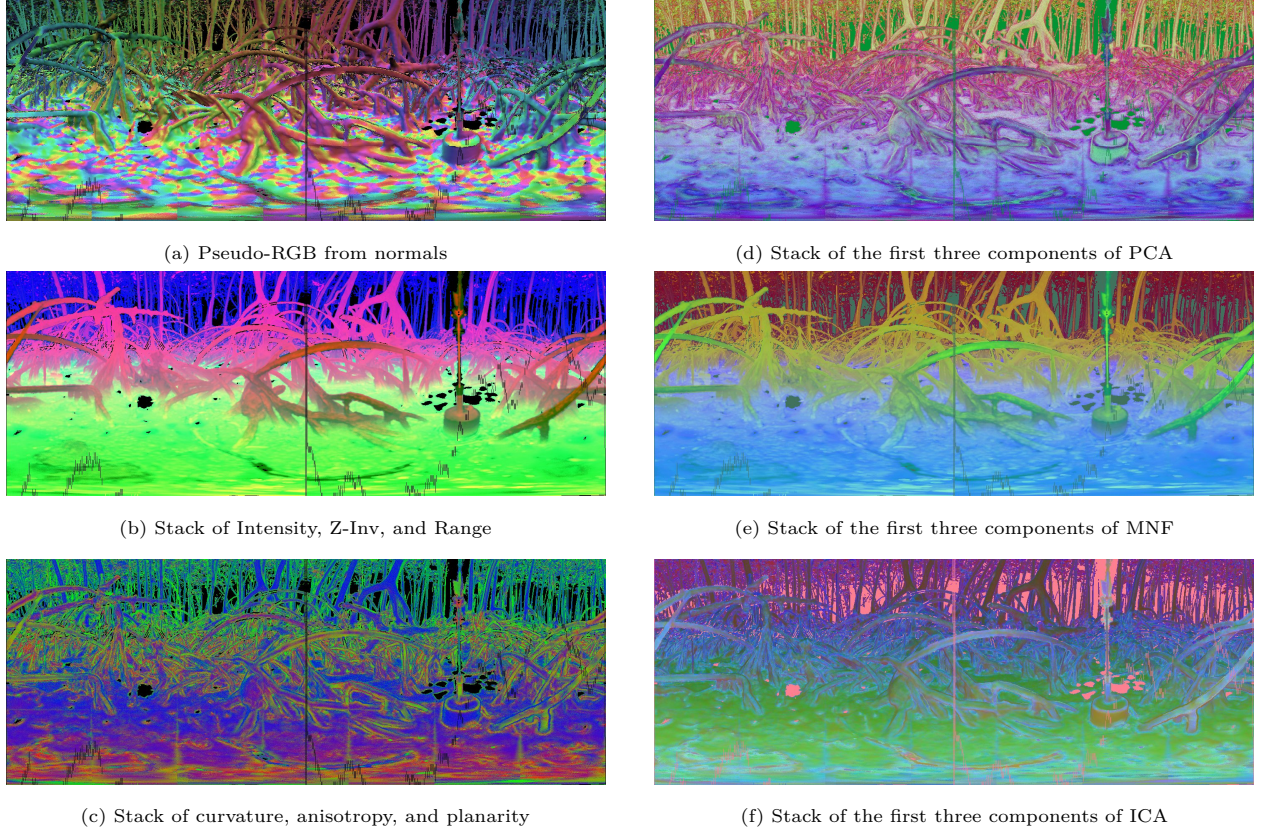 (a) Pseudo-RGB from normals
(d) Stack of the first three components of PCA
(b) Stack of Intensity, Z-Inv, and Range
(e) Stack of the first three components of MNF
(c) Stack of curvature, anisotropy, and planarity
(f) Stack of the first three components of ICA